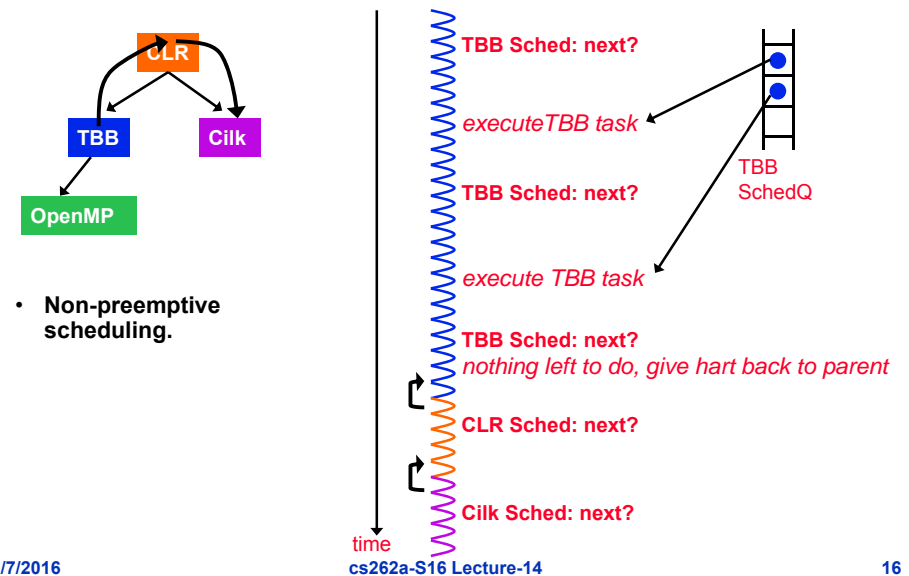 CLR
TBB
Cilk
OpenMP
• Non-preemptive
scheduling.
TBB Sched: next?
executeTBB task
TBB Sched: next?
execute TBB task
TBB Sched: next?
nothing left to do, give hart back to parent
CLR Sched: next?
Cilk Sched: next?
time
TBB
SchedQ
/7/2016
cs262a-S16 Lecture-14
16